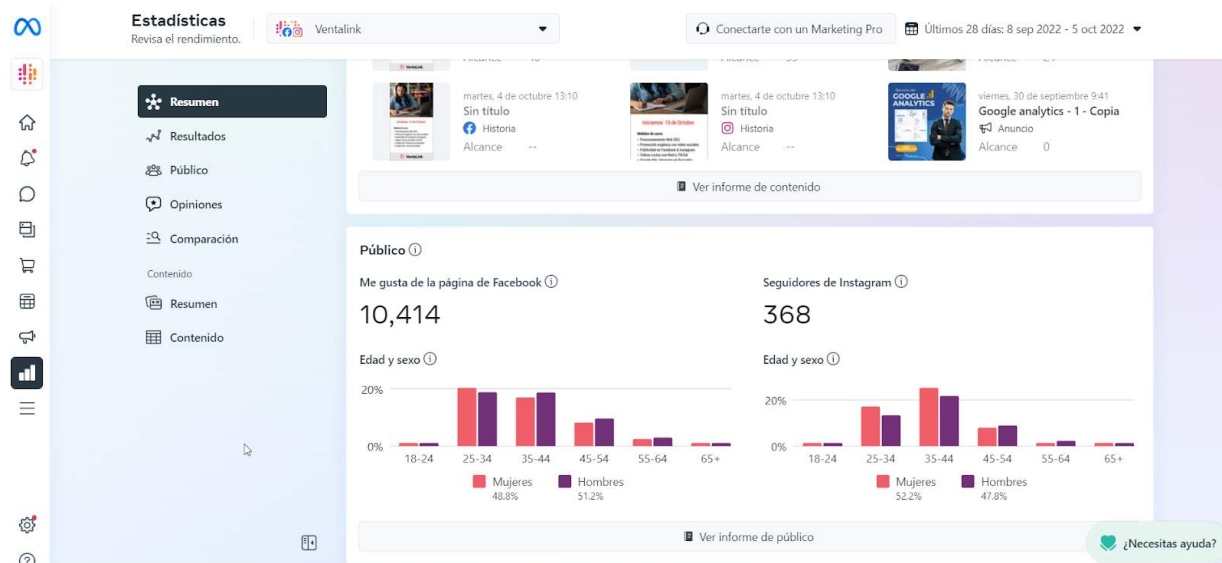 Estadísticas
Revisa el rendimiento.
Ventalink
Conectarte con un Marketing Pro
Últimos 28 días: 8 sep 2022 - 5 oct 2022
Resumen
Resultados
Público
Opiniones
Comparación
Contenido
Resumen
Contenido
martes, 4 de octubre 13:10
Sin título
Historia
Alcance --
martes, 4 de octubre 13:10
Sin título
Historia
Alcance --
GOOGLE
ANALYTICS
viernes, 30 de septiembre 9:41
Google analytics - 1 - Copia
Anuncio
Alcance 0
Ver informe de contenido
Público
Me gusta de la página de Facebook
10,414
Edad y sexo
20%
0%
18-24 25-34 35-44 45-54 55-64 65+
Mujeres Hombres
48.8% 51.2%
Seguidores de Instagram
368
Edad y sexo
20%
0%
18-24 25-34 35-44 45-54 55-64 65+
Mujeres Hombres
52.2% 47.8%
Ver informe de público
¿Necesitas ayuda?